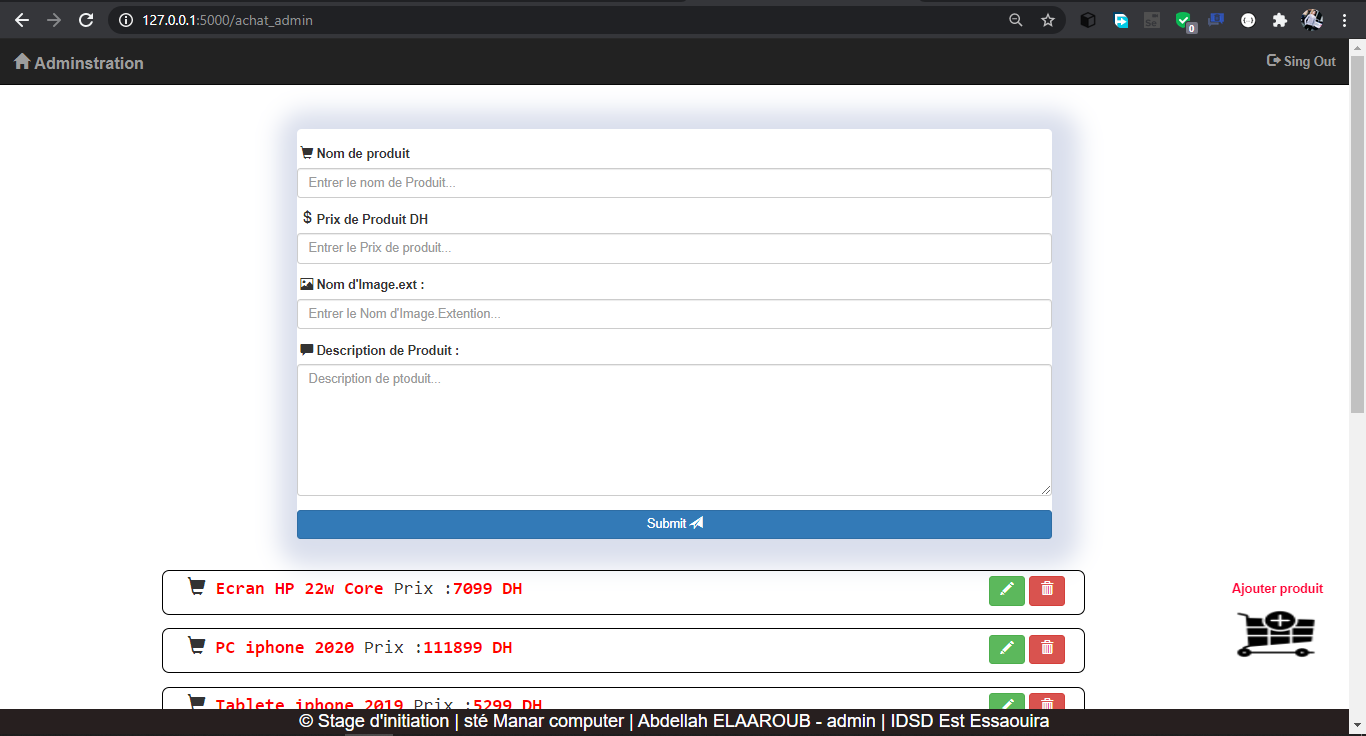 127.0.0.1:5000/achat_admin
0
Adminstration
Sing Out
Nom de produit
Entrer le nom de Produit...
$ Prix de Produit DH
Entrer le Prix de produit...
Nom d'Image.ext :
Entrer le Nom d'Image.Extention...
Description de Produit :
Description de ptoduit...
Submit
Ecran HP 22w Core Prix :7099 DH
Ajouter produit
PC iphone 2020 Prix :111899 DH
Tablete iphone 2019 Prix :5299 DH
© Stage d'initiation | sté Manar computer | Abdellah ELAAROUB - admin | IDSD Est Essaouira